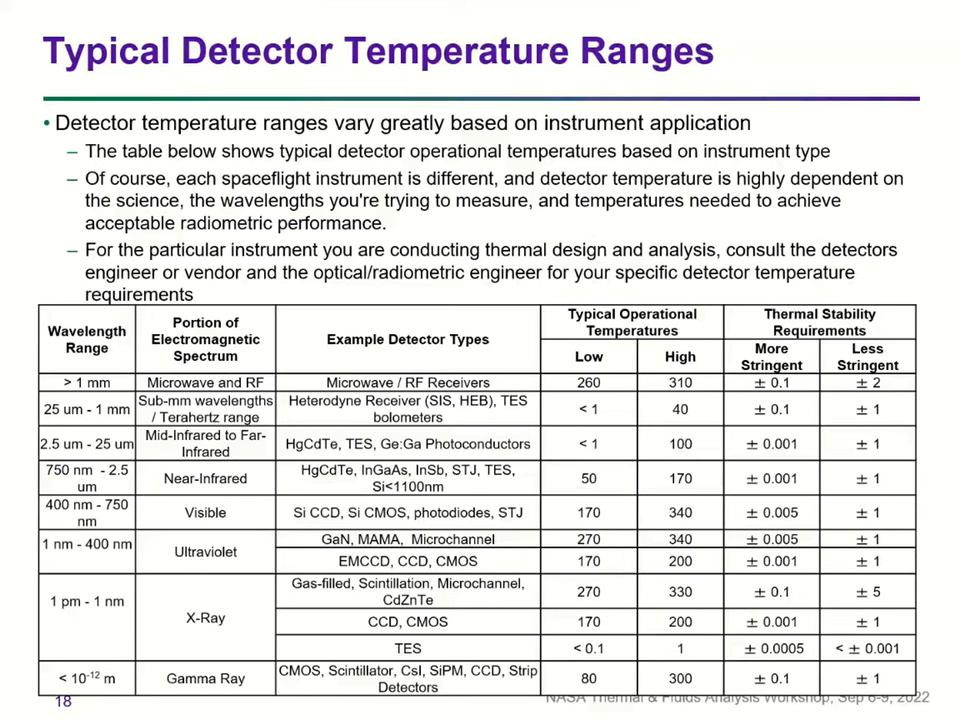 Typical Detector Temperature Ranges
• Detector temperature ranges vary greatly based on instrument application
– The table below shows typical detector operational temperatures based on instrument type
– Of course, each spaceflight instrument is different, and detector temperature is highly dependent on
the science, the wavelengths you're trying to measure, and temperatures needed to achieve
acceptable radiometric performance.
– For the particular instrument you are conducting thermal design and analysis, consult the detectors
engineer or vendor and the optical/radiometric engineer for your specific detector temperature
requirements
Wavelength Range | Portion of Electromagnetic Spectrum | Example Detector Types | Typical Operational Temperatures | Thermal Stability Requirements
Low | High | More Stringent | Less Stringent
> 1 mm | Microwave and RF | Microwave / RF Receivers | 260 | 310 | ± 0.1 | ± 2
25 um - 1 mm | Sub-mm wavelengths / Terahertz range | Heterodyne Receiver (SIS, HEB), TES bolometers | < 1 | 40 | ± 0.1 | ± 1
2.5 um - 25 um | Mid-Infrared to Far-Infrared | HgCdTe, TES, Ge:Ga Photoconductors | < 1 | 100 | ± 0.001 | ± 1
750 nm - 2.5 um | Near-Infrared | HgCdTe, InGaAs, InSb, STJ, TES, Si<1100nm | 50 | 170 | ± 0.001 | ± 1
400 nm - 750 nm | Visible | Si CCD, Si CMOS, photodiodes, STJ | 170 | 340 | ± 0.005 | ± 1
1 nm - 400 nm | Ultraviolet | GaN, MAMA, Microchannel | 270 | 340 | ± 0.005 | ± 1
EMCCD, CCD, CMOS | 170 | 200 | ± 0.001 | ± 1
1 pm - 1 nm | X-Ray | Gas-filled, Scintillation, Microchannel, CdZnTe | 270 | 330 | ± 0.1 | ± 5
CCD, CMOS | 170 | 200 | ± 0.001 | ± 1
TES | < 0.1 | 1 | ± 0.0005 | < ± 0.001
< 10⁻¹² m | Gamma Ray | CMOS, Scintillator, CsI, SiPM, CCD, Strip Detectors | 80 | 300 | ± 0.1 | ± 1
18
NASA Thermal & Fluids Analysis Workshop, Sep 6-9, 2022